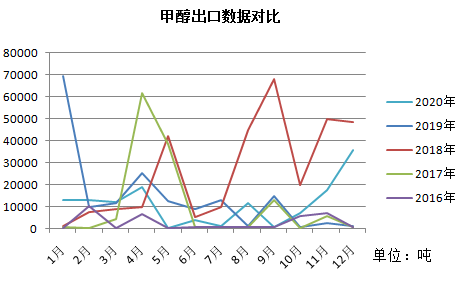 甲醇出口数据对比
80000
70000
60000
50000
40000
30000
20000
10000
0
1月
2月
3月
4月
5月
6月
7月
8月
9月
10月
11月
12月
2020年
2019年
2018年
2017年
2016年
单位：吨